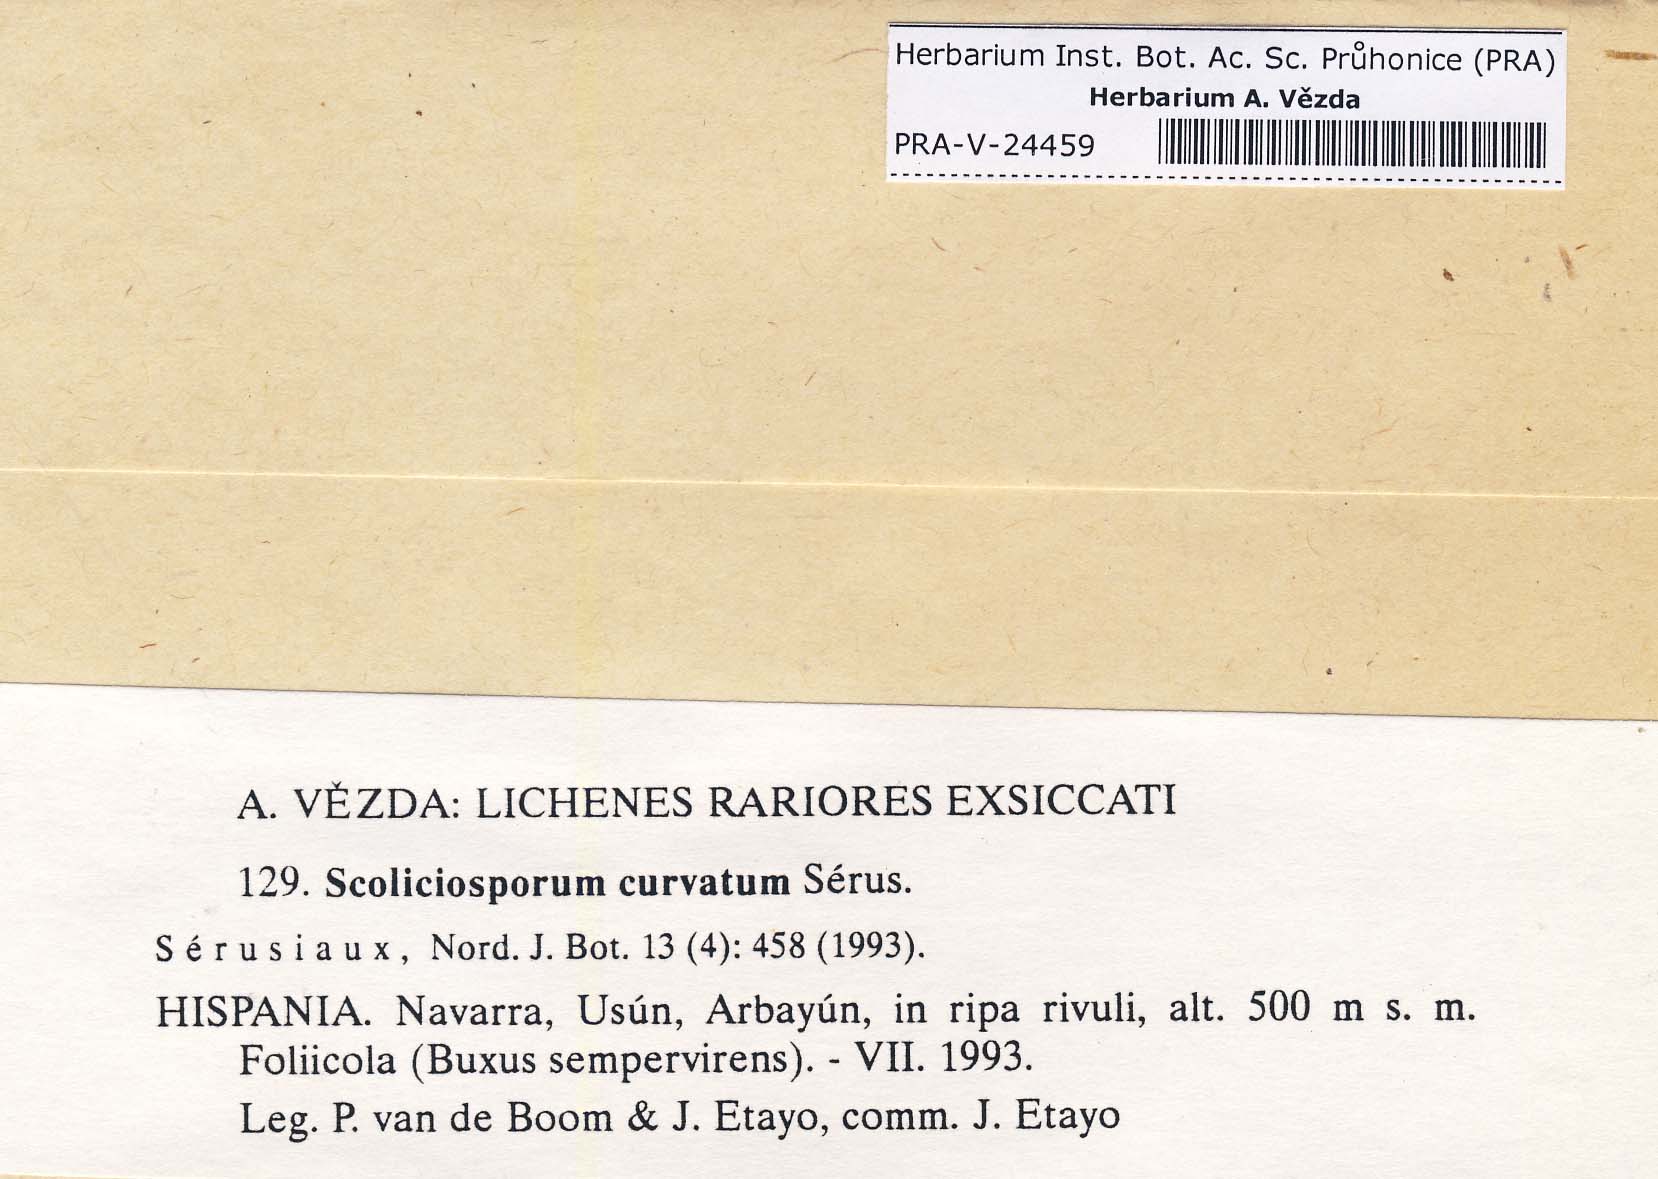 Herbarium Inst. Bot. Ac. Sc. Průhonice (PRA)
Herbarium A. Vězda
PRA-V-24459
A. VĚZDA: LICHENES RARIORES EXSICCATI
129. Scoliciosporum curvatum Sérus.
Sérusiaux, Nord. J. Bot. 13 (4): 458 (1993).
HISPANIA. Navarra, Usún, Arbayún, in ripa rivuli, alt. 500 m s. m.
Foliicola (Buxus sempervirens). - VII. 1993.
Leg. P. van de Boom & J. Etayo, comm. J. Etayo